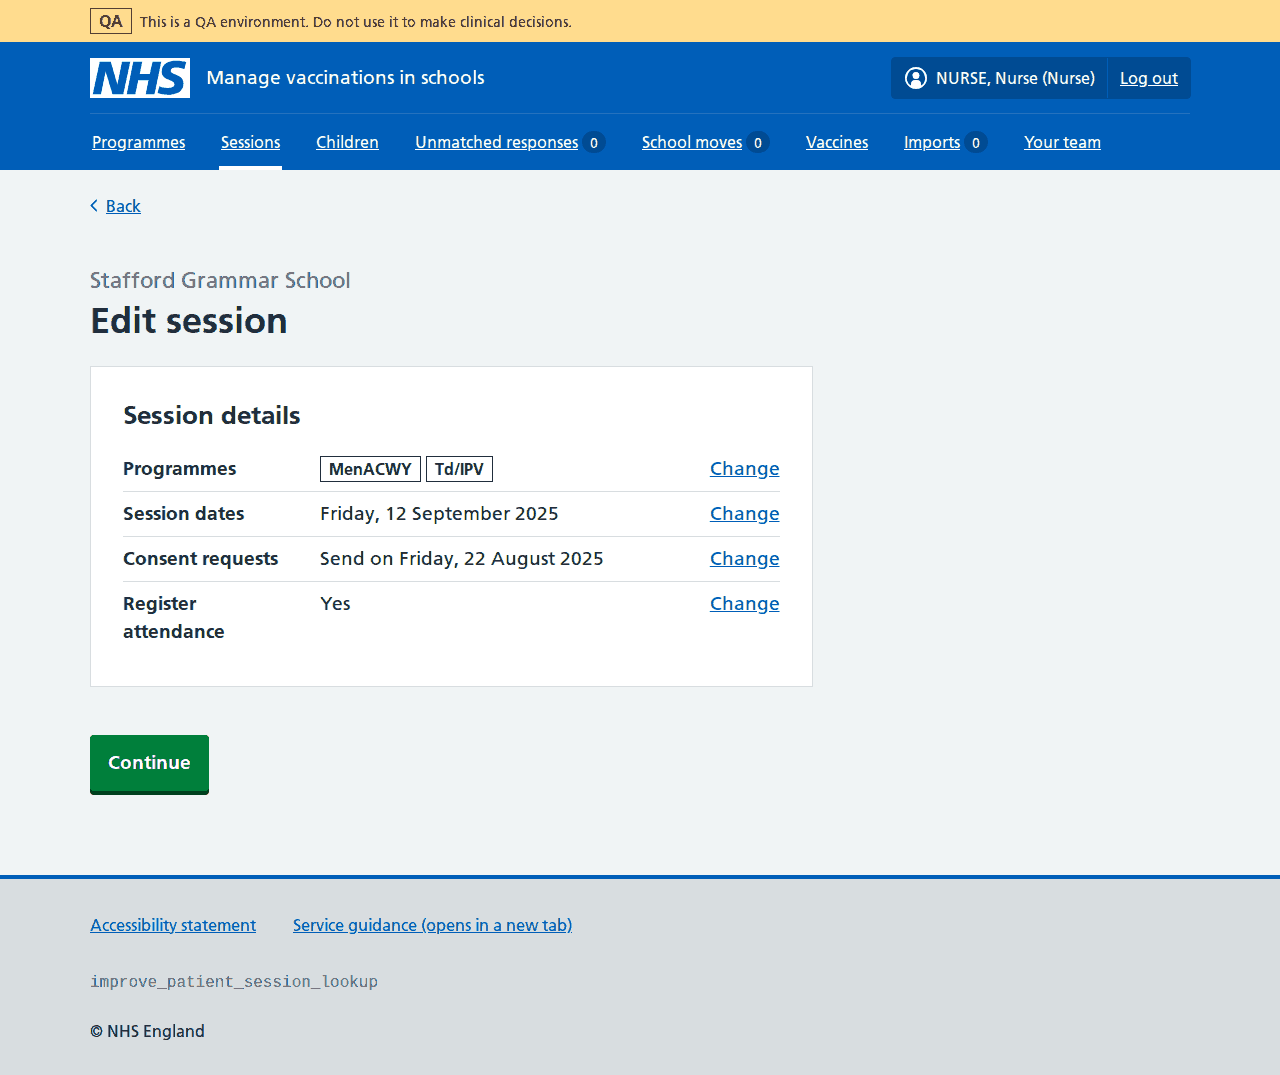 QA This is a QA environment. Do not use it to make clinical decisions.
NHS Manage vaccinations in schools NURSE, Nurse (Nurse) Log out
Programmes Sessions Children Unmatched responses 0 School moves 0 Vaccines Imports 0 Your team
Back
Stafford Grammar School
Edit session
Session details
Programmes MenACWY Td/IPV Change
Session dates Friday, 12 September 2025 Change
Consent requests Send on Friday, 22 August 2025 Change
Register attendance Yes Change
Continue
Accessibility statement Service guidance (opens in a new tab)
improve_patient_session_lookup
© NHS England